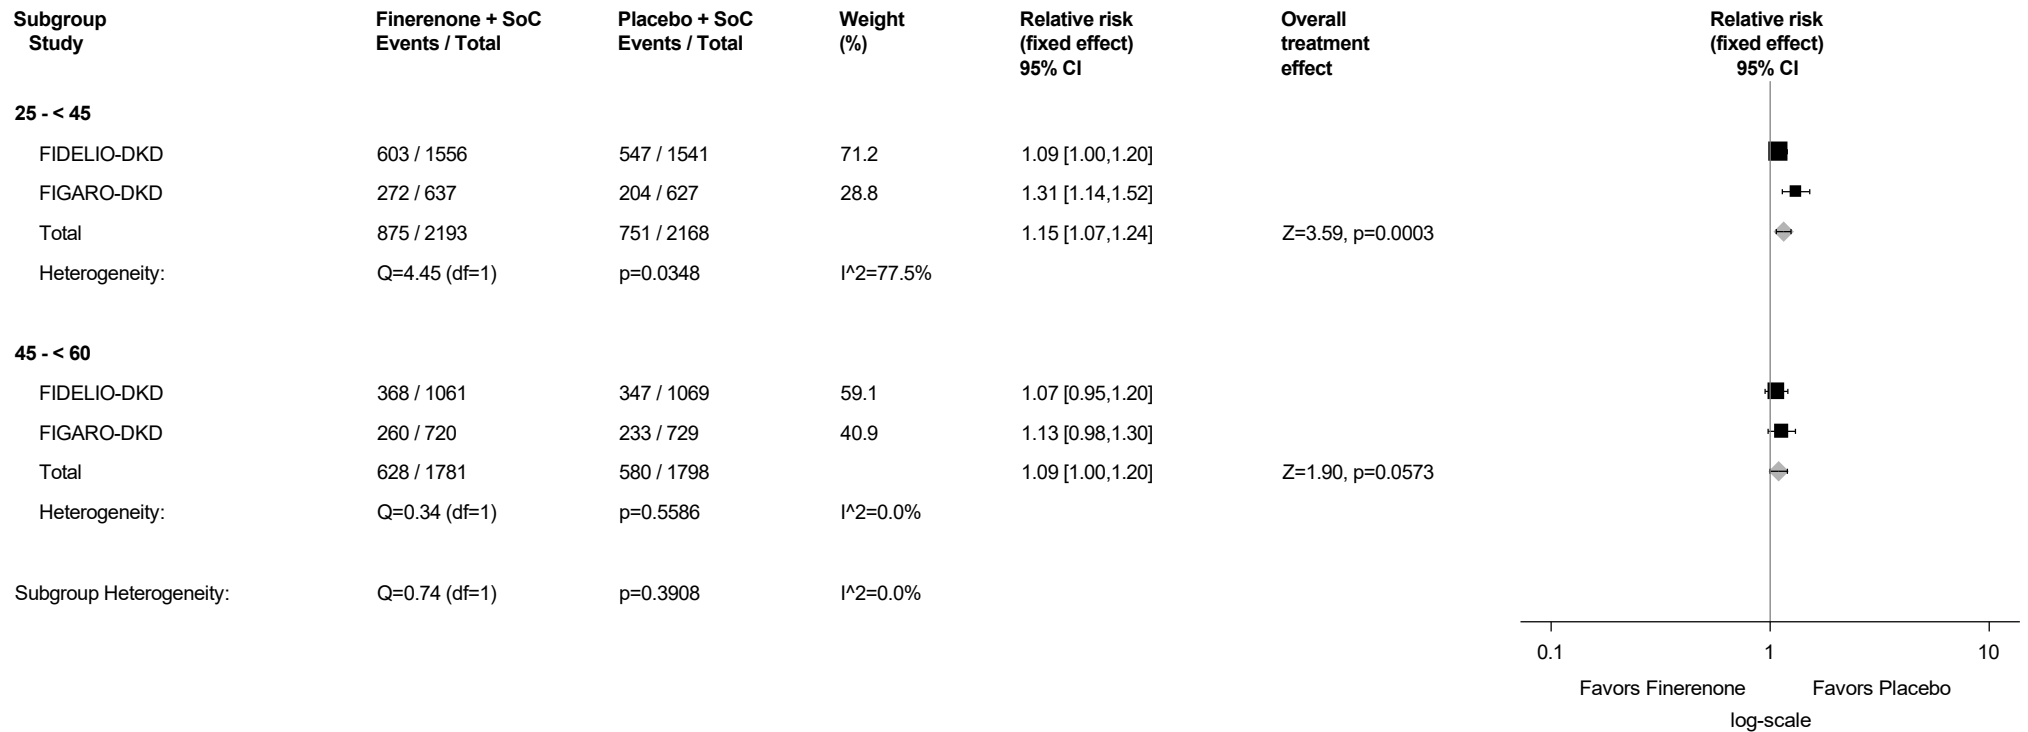 Subgroup Finerenone + SoC Placebo + SoC Weight Relative risk Overall Relative risk
Study Events / Total Events / Total (%) (fixed effect) treatment (fixed effect)
95% CI effect 95% CI
25 - < 45
FIDELIO-DKD 603 / 1556 547 / 1541 71.2 1.09 [1.00,1.20]
FIGARO-DKD 272 / 637 204 / 627 28.8 1.31 [1.14,1.52]
Total 875 / 2193 751 / 2168 1.15 [1.07,1.24] Z=3.59, p=0.0003
Heterogeneity: Q=4.45 (df=1) p=0.0348 I^2=77.5%
45 - < 60
FIDELIO-DKD 368 / 1061 347 / 1069 59.1 1.07 [0.95,1.20]
FIGARO-DKD 260 / 720 233 / 729 40.9 1.13 [0.98,1.30]
Total 628 / 1781 580 / 1798 1.09 [1.00,1.20] Z=1.90, p=0.0573
Heterogeneity: Q=0.34 (df=1) p=0.5586 I^2=0.0%
Subgroup Heterogeneity: Q=0.74 (df=1) p=0.3908 I^2=0.0%
0.1 1 10
Favors Finerenone Favors Placebo
log-scale